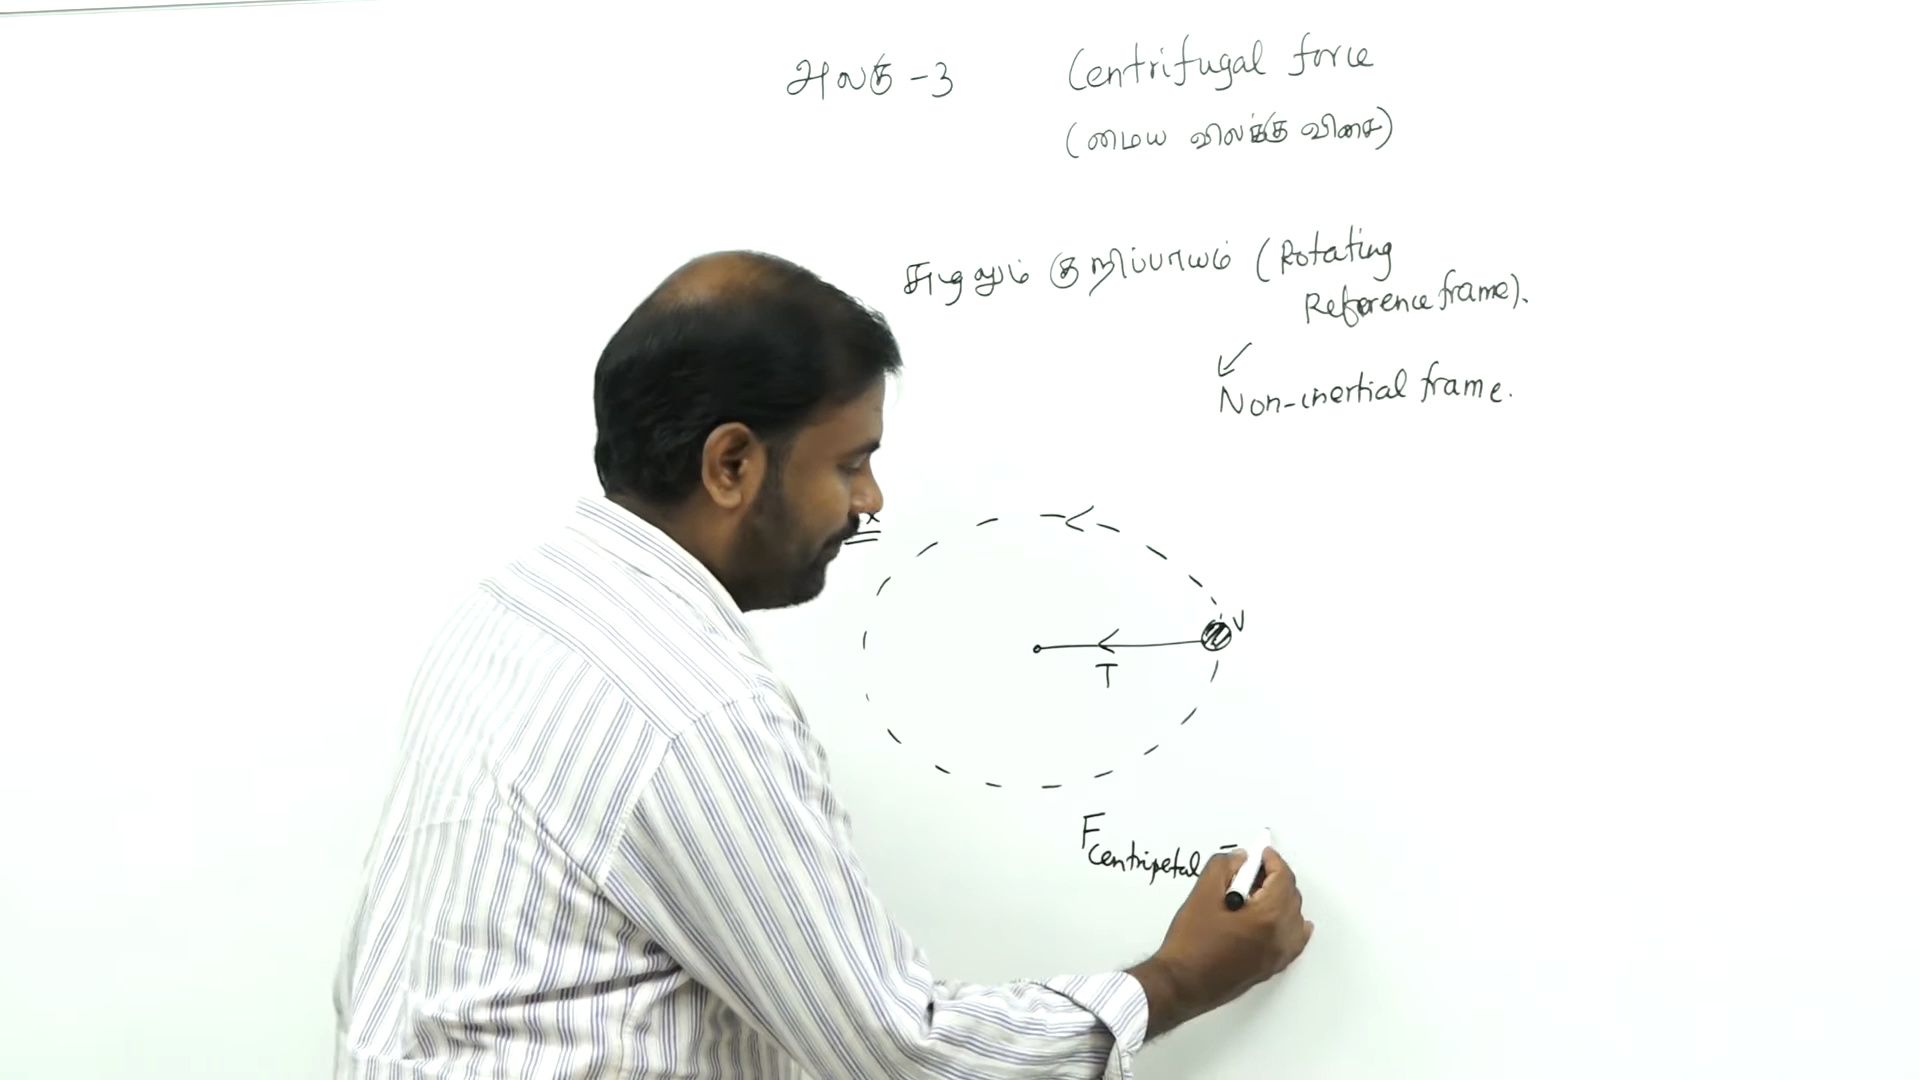 அலகு -3
Centrifugal force
(மைய விலக்கு விசை)
சுழலும் குறிப்பாயம் (Rotating
Reference frame).
Non-inertial frame.
V
T
F centripetal =